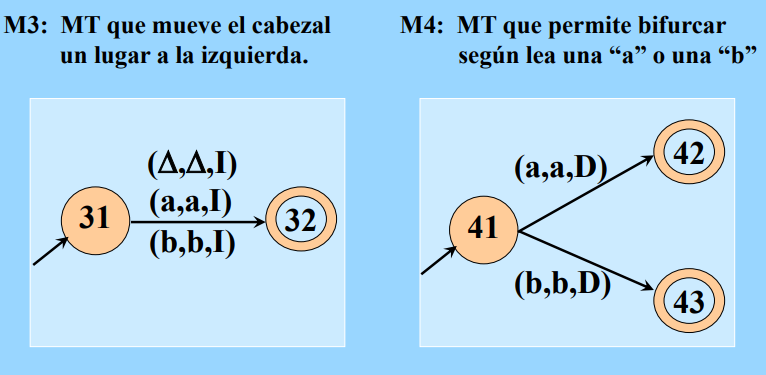 M3: MT que mueve el cabezal
un lugar a la izquierda.
M4: MT que permite bifurcar
según lea una “a” o una “b”
(Δ,Δ,I)
(a,a,I)
(b,b,I)
31
32
(a,a,D)
(b,b,D)
41
42
43